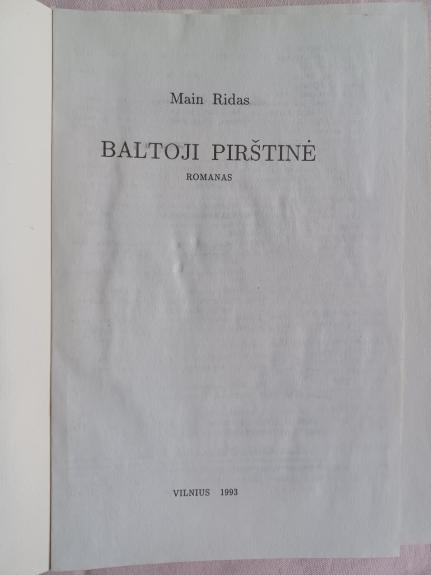 Main Ridas
BALTOJI PIRŠTINĖ
ROMANAS
VILNIUS 1993